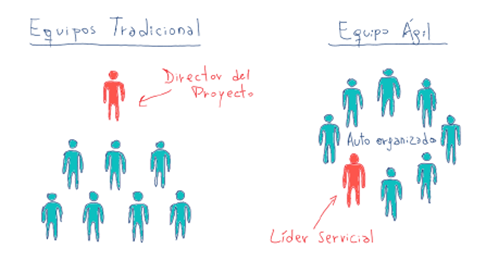 Equipos Tradicional
Director del
Proyecto
Equipo Ágil
Auto organizado
Líder Servicial